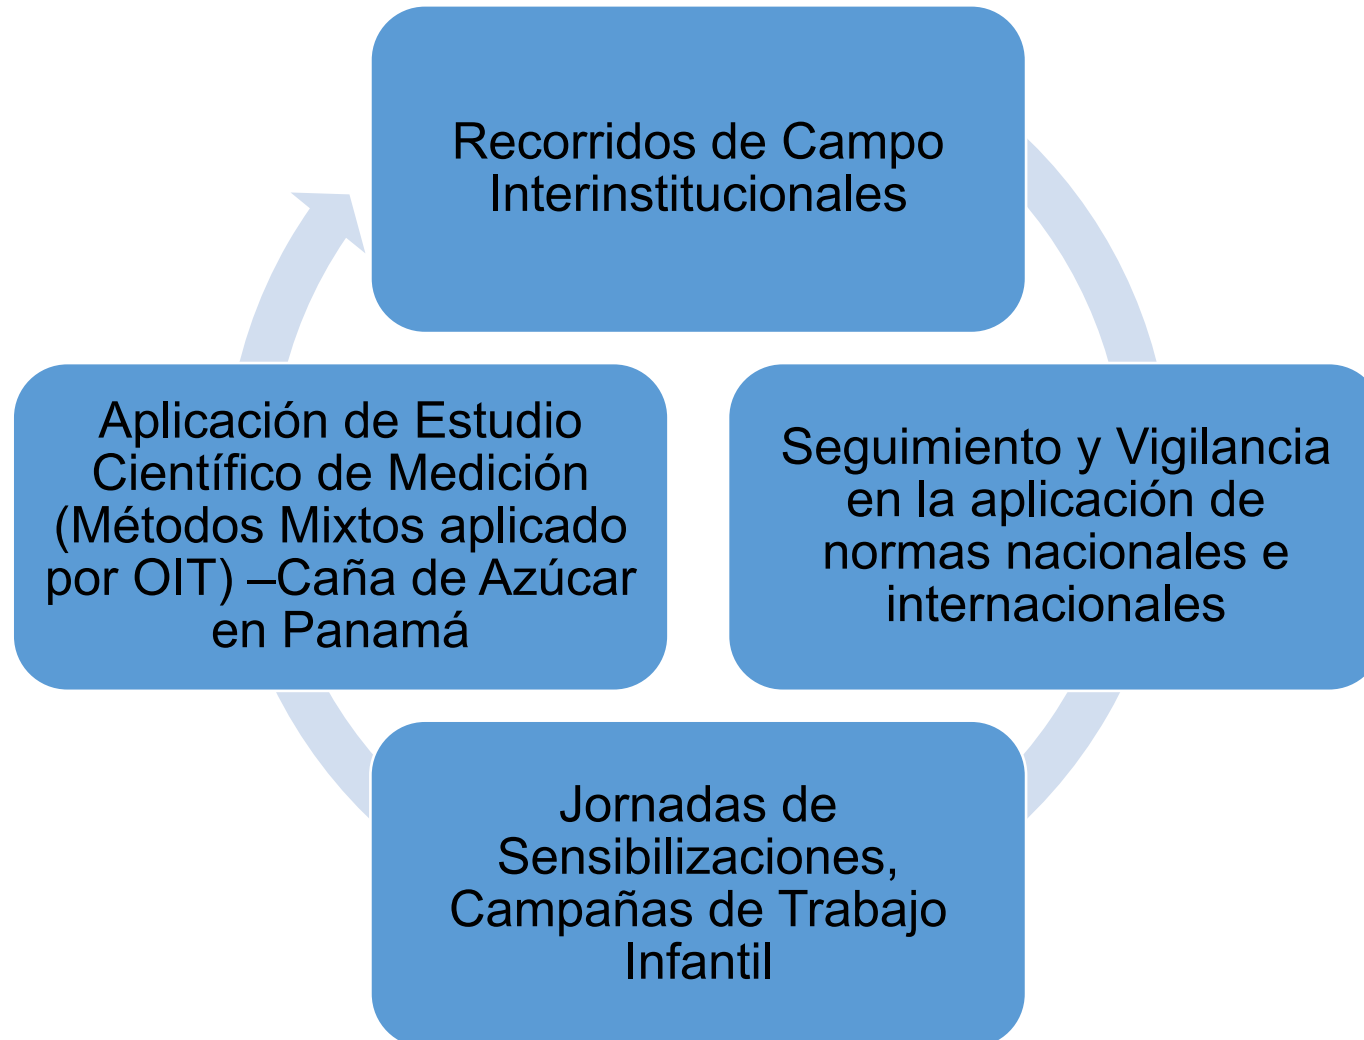 Recorridos de Campo
Interinstitucionales
Seguimiento y Vigilancia
en la aplicación de
normas nacionales e
internacionales
Jornadas de
Sensibilizaciones,
Campañas de Trabajo
Infantil
Aplicación de Estudio
Científico de Medición
(Métodos Mixtos aplicado
por OIT) –Caña de Azúcar
en Panamá